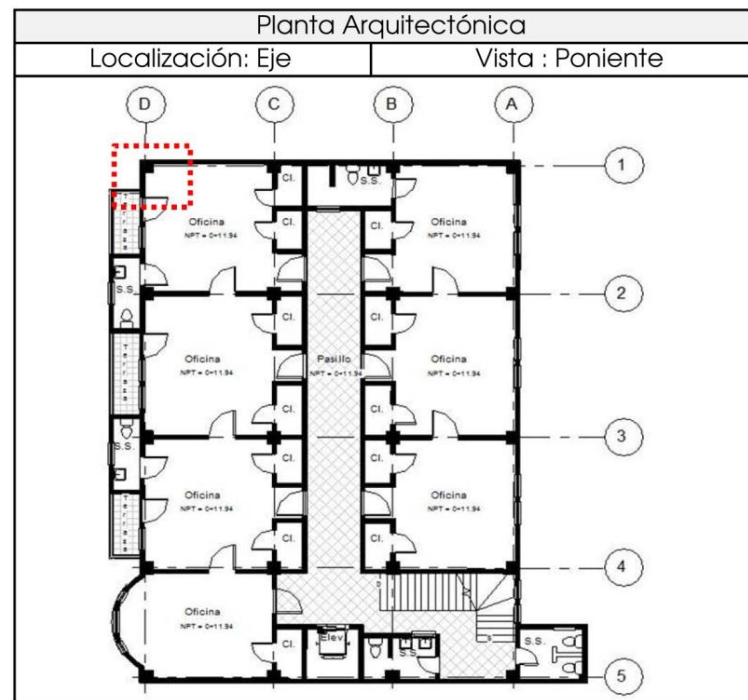 Planta Arquitectónica
Localización: Eje
Vista : Poniente
D
C
B
A
1
Cl.
S.S.
Terraza
Oficina
NPT = 0+11.94
Cl.
Cl.
Oficina
NPT = 0+11.94
S.S.
2
Cl.
Cl.
Terraza
Oficina
NPT = 0+11.94
Pasillo
NPT = 0+11.94
Oficina
NPT = 0+11.94
Cl.
Cl.
3
S.S.
Cl.
Cl.
Terraza
Oficina
NPT = 0+11.94
Oficina
NPT = 0+11.94
Cl.
Cl.
4
Oficina
NPT = 0+11.94
Cl.
Elev.
S.S.
S.S.
5